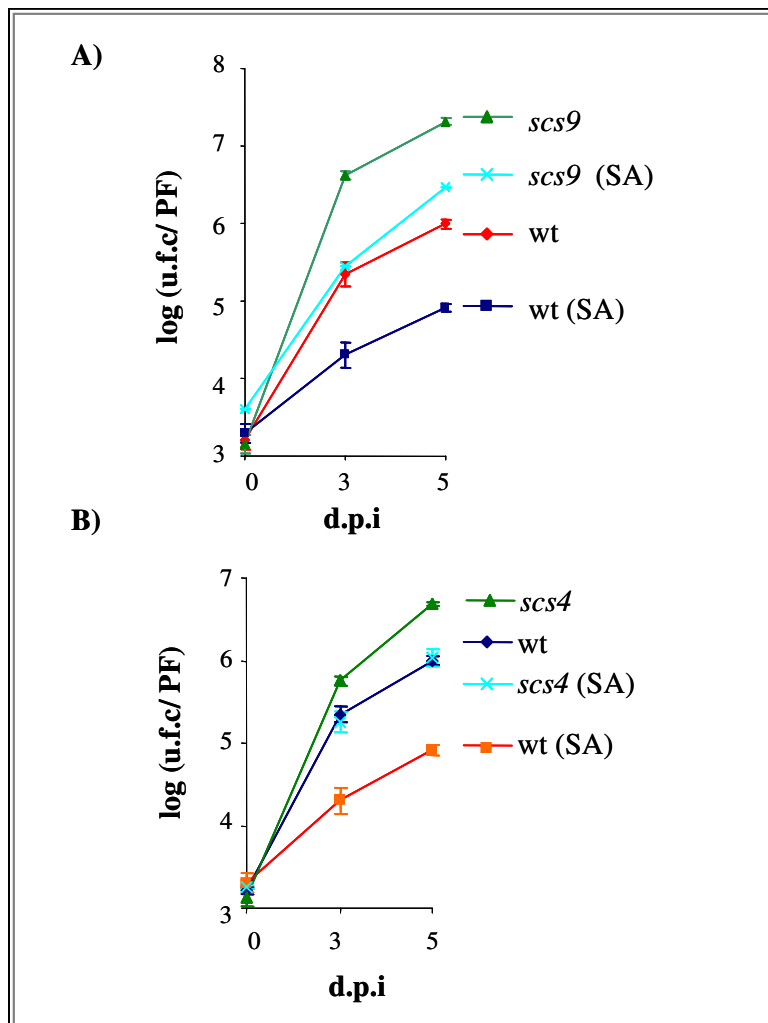 A)
8
7
6
5
4
3
log (u.f.c/ PF)
0 3 5
d.p.i
scs9
scs9 (SA)
wt
wt (SA)
B)
7
6
5
4
3
log (u.f.c/ PF)
0 3 5
d.p.i
scs4
wt
scs4 (SA)
wt (SA)